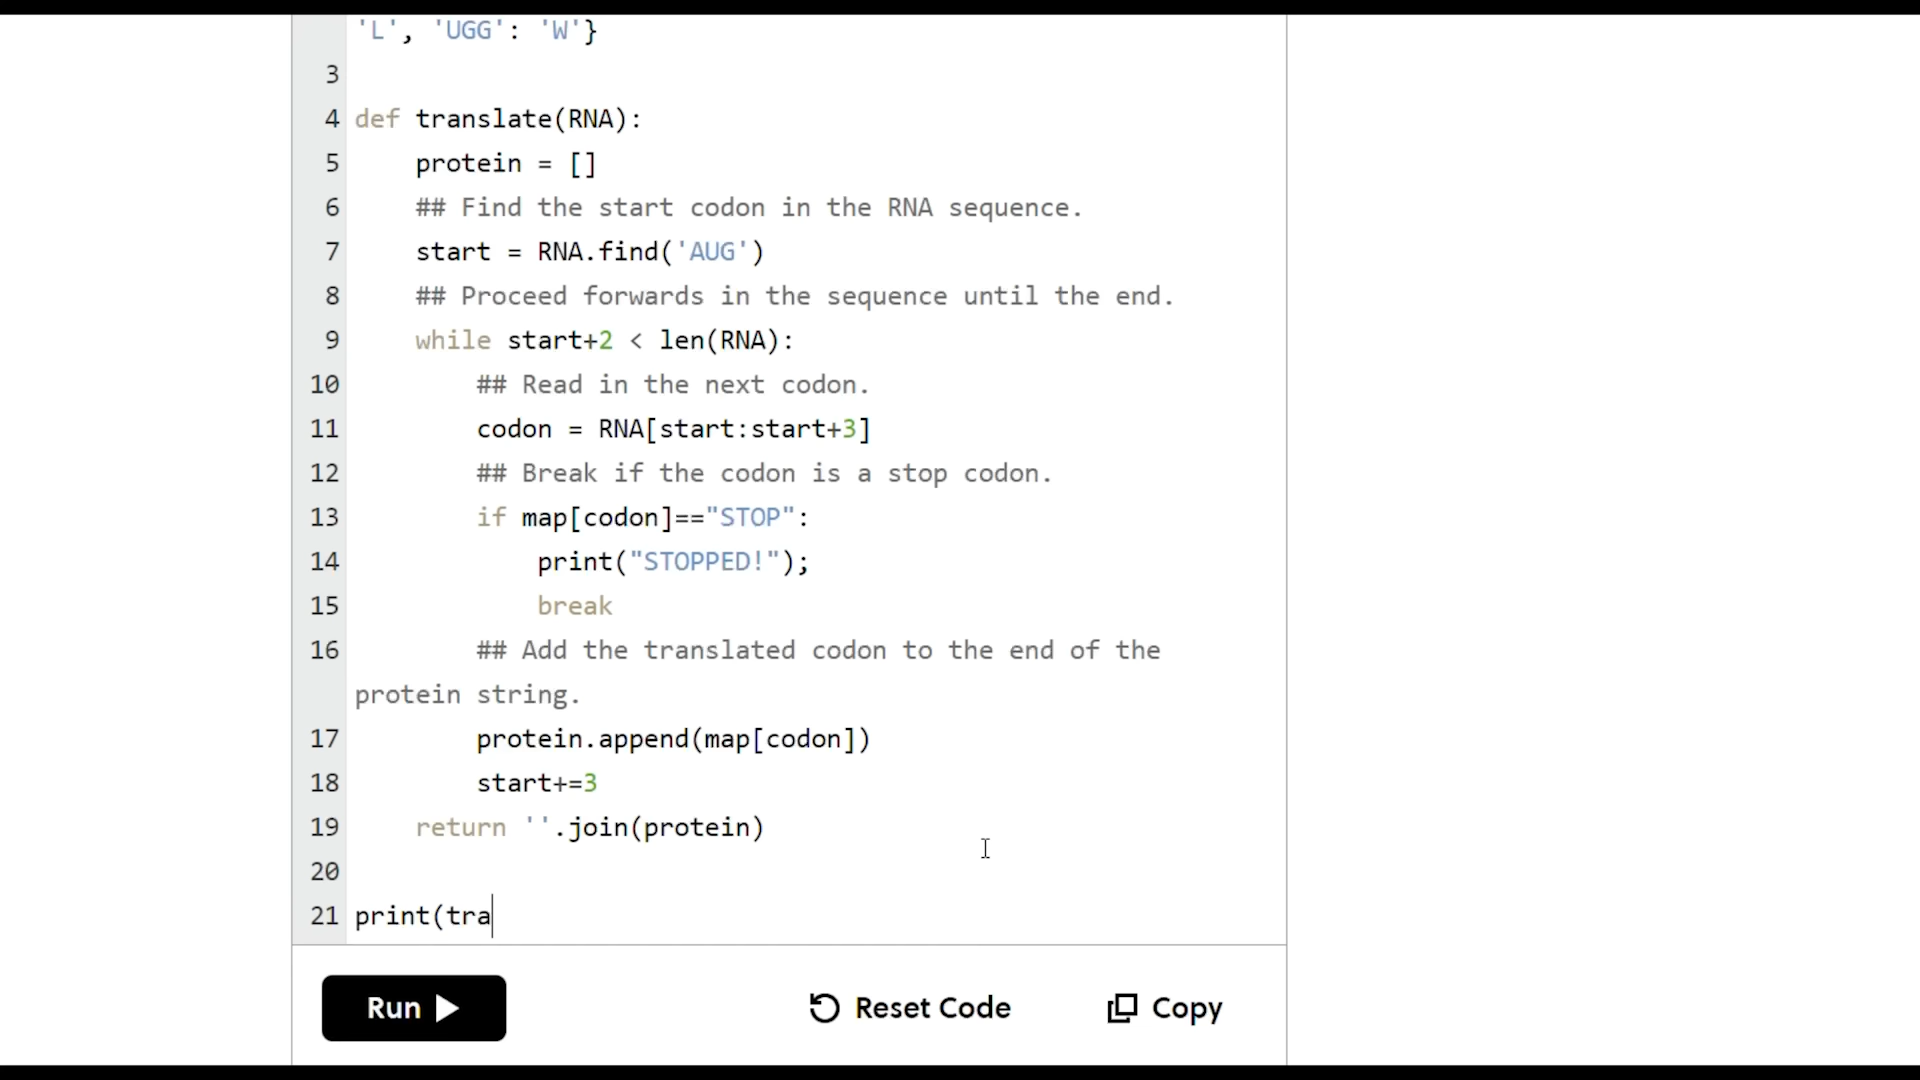 'L', 'UGG': 'W'}
3
4 def translate(RNA):
5 protein = []
6 ## Find the start codon in the RNA sequence.
7 start = RNA.find('AUG')
8 ## Proceed forwards in the sequence until the end.
9 while start+2 < len(RNA):
10 ## Read in the next codon.
11 codon = RNA[start:start+3]
12 ## Break if the codon is a stop codon.
13 if map[codon]=="STOP":
14 print("STOPPED!");
15 break
16 ## Add the translated codon to the end of the
protein string.
17 protein.append(map[codon])
18 start+=3
19 return ''.join(protein)
20
21 print(tra
Run Reset Code Copy